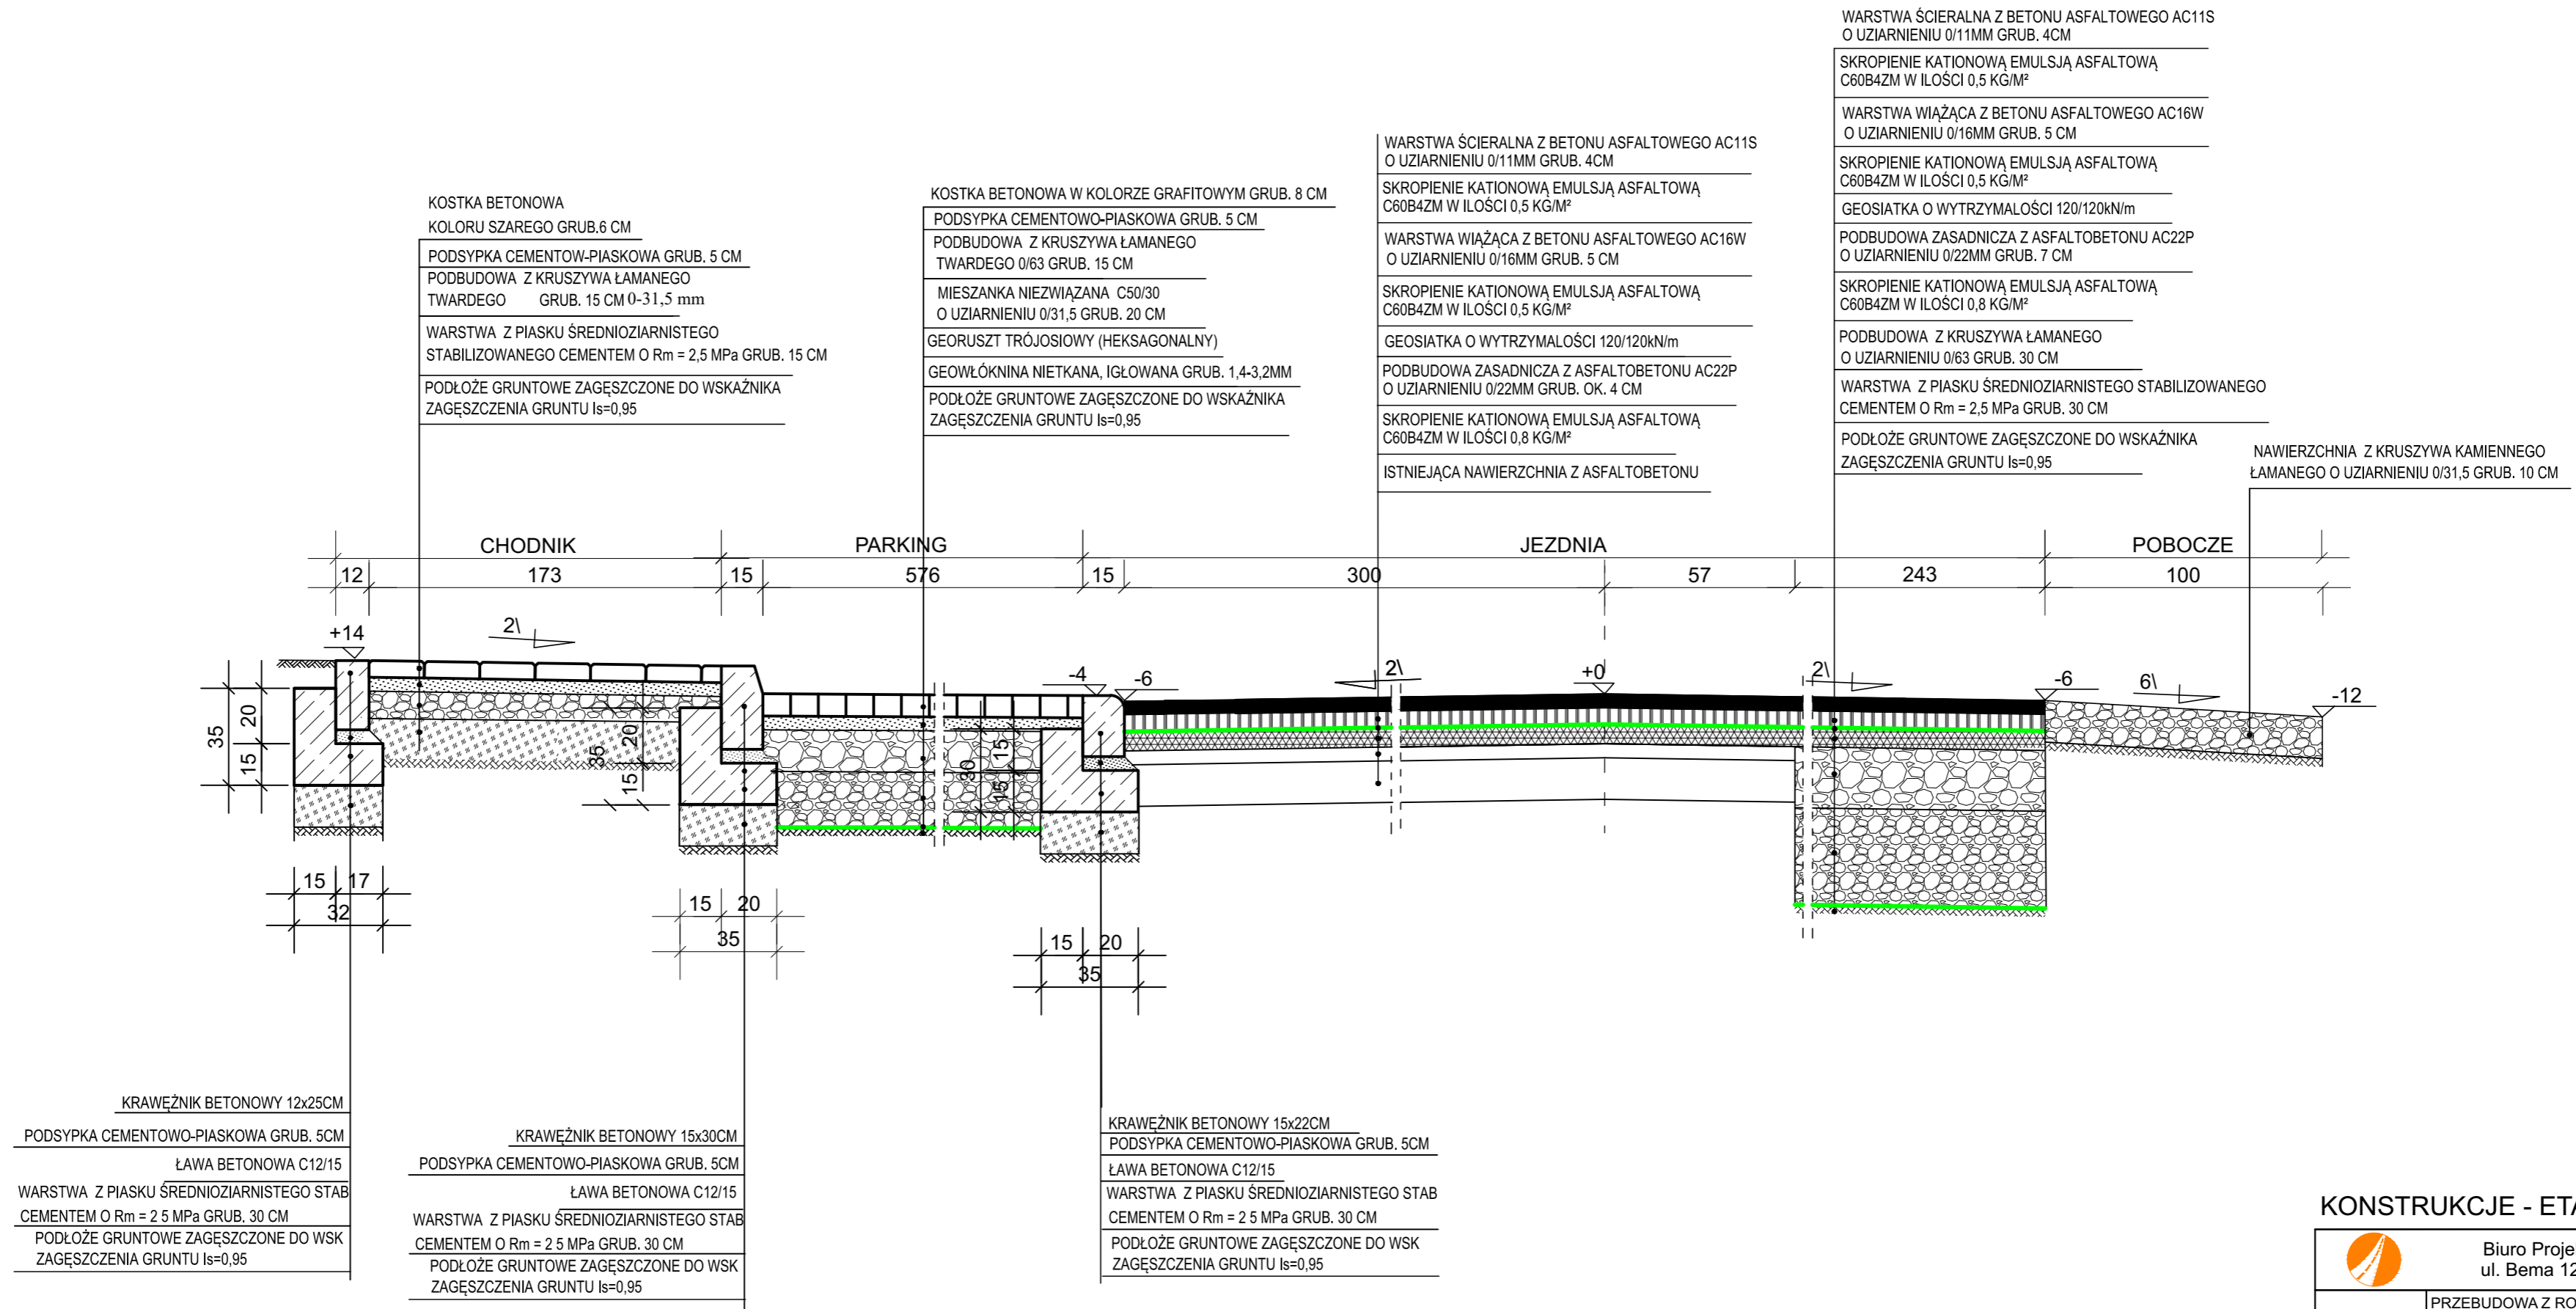 WARSTWA ŚCIERALNA Z BETONU ASFALTOWEGO AC11S
O UZIARNIENIU 0/11MM GRUB. 4CM
SKROPIENIE KATIONOWĄ EMULSJĄ ASFALTOWĄ
C60B4ZM W ILOŚCI 0,5 KG/M²
WARSTWA WIĄŻĄCA Z BETONU ASFALTOWEGO AC16W
O UZIARNIENIU 0/16MM GRUB. 5 CM
SKROPIENIE KATIONOWĄ EMULSJĄ ASFALTOWĄ
C60B4ZM W ILOŚCI 0,5 KG/M²
GEOSIATKA O WYTRZYMALOŚCI 120/120kN/m
PODBUDOWA ZASADNICZA Z ASFALTOBETONU AC22P
O UZIARNIENIU 0/22MM GRUB. 7 CM
SKROPIENIE KATIONOWĄ EMULSJĄ ASFALTOWĄ
C60B4ZM W ILOŚCI 0,8 KG/M²
PODBUDOWA Z KRUSZYWA ŁAMANEGO
O UZIARNIENIU 0/63 GRUB. 30 CM
WARSTWA Z PIASKU ŚREDNIOZIARNISTEGO STABILIZOWANEGO
CEMENTEM O Rm = 2,5 MPa GRUB. 30 CM
PODŁOŻE GRUNTOWE ZAGĘSZCZONE DO WSKAŹNIKA
ZAGĘSZCZENIA GRUNTU Is=0,95
KOSTKA BETONOWA
KOLORU SZAREGO GRUB.6 CM
PODSYPKA CEMENTOW-PIASKOWA GRUB. 5 CM
PODBUDOWA Z KRUSZYWA ŁAMANEGO
TWARDEGO GRUB. 15 CM 0-31,5 mm
WARSTWA Z PIASKU ŚREDNIOZIARNISTEGO
STABILIZOWANEGO CEMENTEM O Rm = 2,5 MPa GRUB. 15 CM
PODŁOŻE GRUNTOWE ZAGĘSZCZONE DO WSKAŹNIKA
ZAGĘSZCZENIA GRUNTU Is=0,95
KOSTKA BETONOWA W KOLORZE GRAFITOWYM GRUB. 8 CM
PODSYPKA CEMENTOWO-PIASKOWA GRUB. 5 CM
PODBUDOWA Z KRUSZYWA ŁAMANEGO
TWARDEGO 0/63 GRUB. 15 CM
MIESZANKA NIEZWIĄZANA C50/30
O UZIARNIENIU 0/31,5 GRUB. 20 CM
GEORUSZT TRÓJOSIOWY (HEKSAGONALNY)
GEOWŁÓKNINA NIETKANA, IGŁOWANA GRUB. 1,4-3,2MM
PODŁOŻE GRUNTOWE ZAGĘSZCZONE DO WSKAŹNIKA
ZAGĘSZCZENIA GRUNTU Is=0,95
WARSTWA ŚCIERALNA Z BETONU ASFALTOWEGO AC11S
O UZIARNIENIU 0/11MM GRUB. 4CM
SKROPIENIE KATIONOWĄ EMULSJĄ ASFALTOWĄ
C60B4ZM W ILOŚCI 0,5 KG/M²
WARSTWA WIĄŻĄCA Z BETONU ASFALTOWEGO AC16W
O UZIARNIENIU 0/16MM GRUB. 5 CM
SKROPIENIE KATIONOWĄ EMULSJĄ ASFALTOWĄ
C60B4ZM W ILOŚCI 0,5 KG/M²
GEOSIATKA O WYTRZYMALOŚCI 120/120kN/m
PODBUDOWA ZASADNICZA Z ASFALTOBETONU AC22P
O UZIARNIENIU 0/22MM GRUB. OK. 4 CM
SKROPIENIE KATIONOWĄ EMULSJĄ ASFALTOWĄ
C60B4ZM W ILOŚCI 0,8 KG/M²
ISTNIEJĄCA NAWIERZCHNIA Z ASFALTOBETONU
NAWIERZCHNIA Z KRUSZYWA KAMIENNEGO
ŁAMANEGO O UZIARNIENIU 0/31,5 GRUB. 10 CM
CHODNIK PARKING JEZDNIA POBOCZE
12 173 15 576 15 300 57 243 100
+14 2\ -4 -6 2\ +0 2\ -6 6\ -12
35 20 15
35 20 15
30 15 15
15 17
32
15 20
35
15 20
35
KRAWĘŻNIK BETONOWY 12x25CM
PODSYPKA CEMENTOWO-PIASKOWA GRUB. 5CM
ŁAWA BETONOWA C12/15
WARSTWA Z PIASKU ŚREDNIOZIARNISTEGO STAB
CEMENTEM O Rm = 2 5 MPa GRUB. 30 CM
PODŁOŻE GRUNTOWE ZAGĘSZCZONE DO WSK
ZAGĘSZCZENIA GRUNTU Is=0,95
KRAWĘŻNIK BETONOWY 15x30CM
PODSYPKA CEMENTOWO-PIASKOWA GRUB. 5CM
ŁAWA BETONOWA C12/15
WARSTWA Z PIASKU ŚREDNIOZIARNISTEGO STAB
CEMENTEM O Rm = 2 5 MPa GRUB. 30 CM
PODŁOŻE GRUNTOWE ZAGĘSZCZONE DO WSK
ZAGĘSZCZENIA GRUNTU Is=0,95
KRAWĘŻNIK BETONOWY 15x22CM
PODSYPKA CEMENTOWO-PIASKOWA GRUB. 5CM
ŁAWA BETONOWA C12/15
WARSTWA Z PIASKU ŚREDNIOZIARNISTEGO STAB
CEMENTEM O Rm = 2 5 MPa GRUB. 30 CM
PODŁOŻE GRUNTOWE ZAGĘSZCZONE DO WSK
ZAGĘSZCZENIA GRUNTU Is=0,95
KONSTRUKCJE - ETA
Biuro Proje
ul. Bema 12
PRZEBUDOWA Z RO